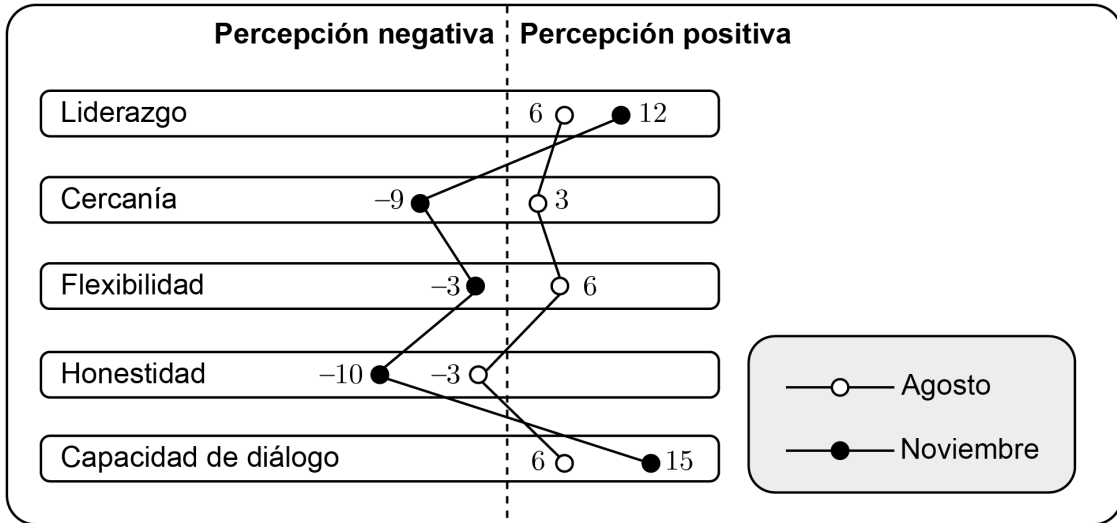 Percepción negativa Percepción positiva
Liderazgo 6 12
Cercanía –9 3
Flexibilidad –3 6
Honestidad –10 –3
Capacidad de diálogo 6 15
Agosto
Noviembre